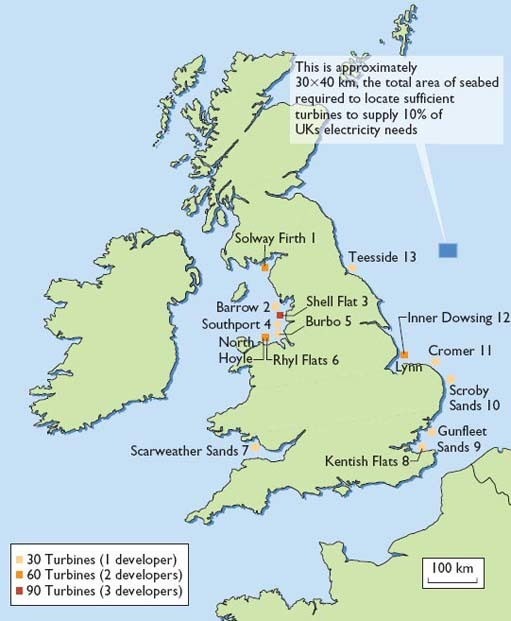 This is approximately
30×40 km, the total area of seabed
required to locate sufficient
turbines to supply 10% of
UKs electricity needs
Solway Firth 1
Teesside 13
Barrow 2
Shell Flat 3
Southport 4
Burbo 5
Inner Dowsing 12
North
Hoyle
Rhyl Flats 6
Lynn
Cromer 11
Scroby
Sands 10
Scarweather Sands 7
Gunfleet
Sands 9
Kentish Flats 8
30 Turbines (1 developer)
60 Turbines (2 developers)
90 Turbines (3 developers)
100 km